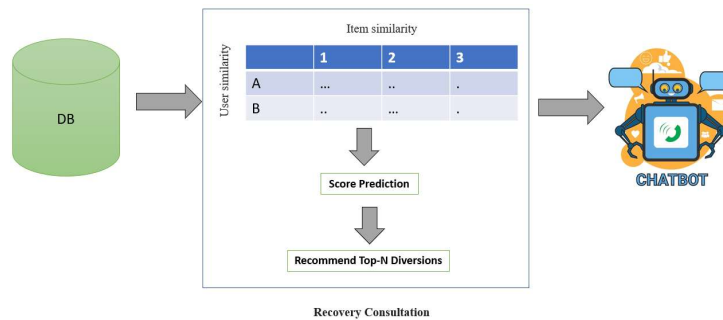 Item similarity
User similarity
1 2 3
A ... .. .
B .. ... .
DB
Score Prediction
Recommend Top-N Diversions
CHATBOT
Recovery Consultation